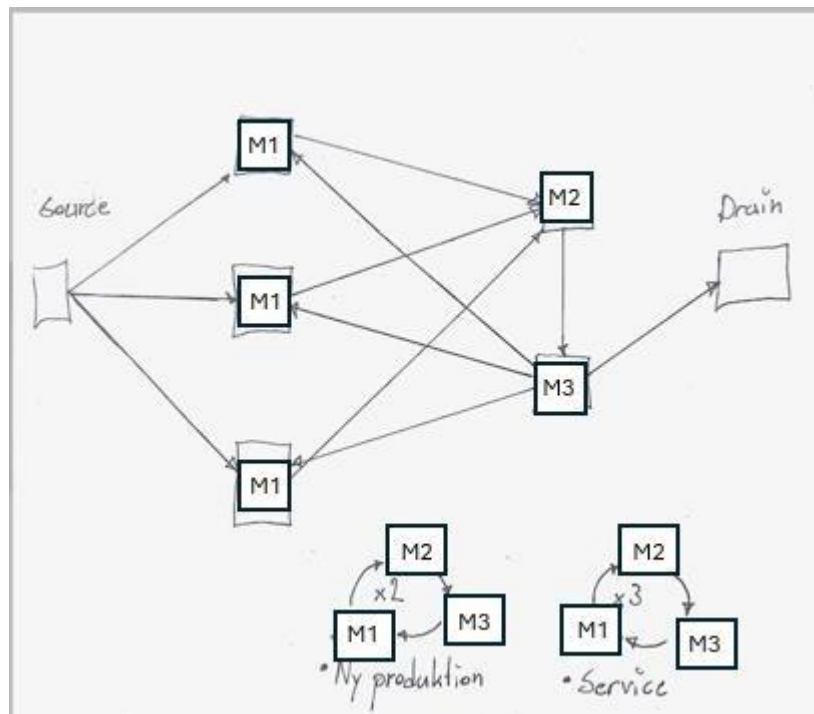 M1
Source
M2
Drain
M1
M3
M1
M2
x2
M1
M3
• Ny produktion
M2
x3
M1
M3
• Service